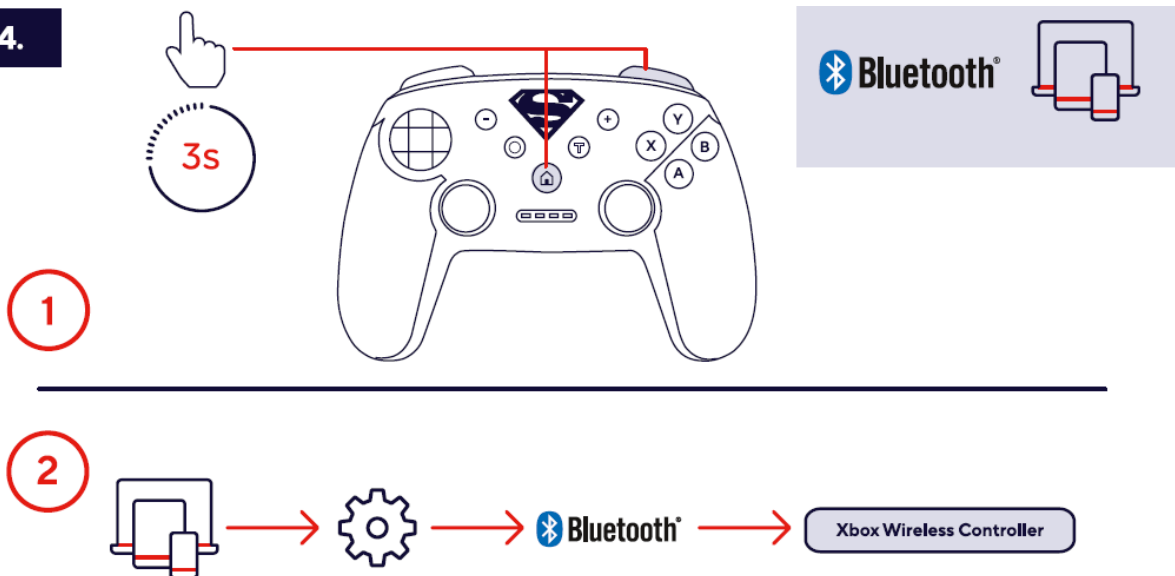 4.
Bluetooth®
3s
- + Y
X B
T
A
1
2
Bluetooth®
Xbox Wireless Controller